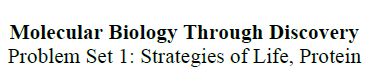 Molecular Biology Through Discovery
Problem Set 1: Strategies of Life, Protein